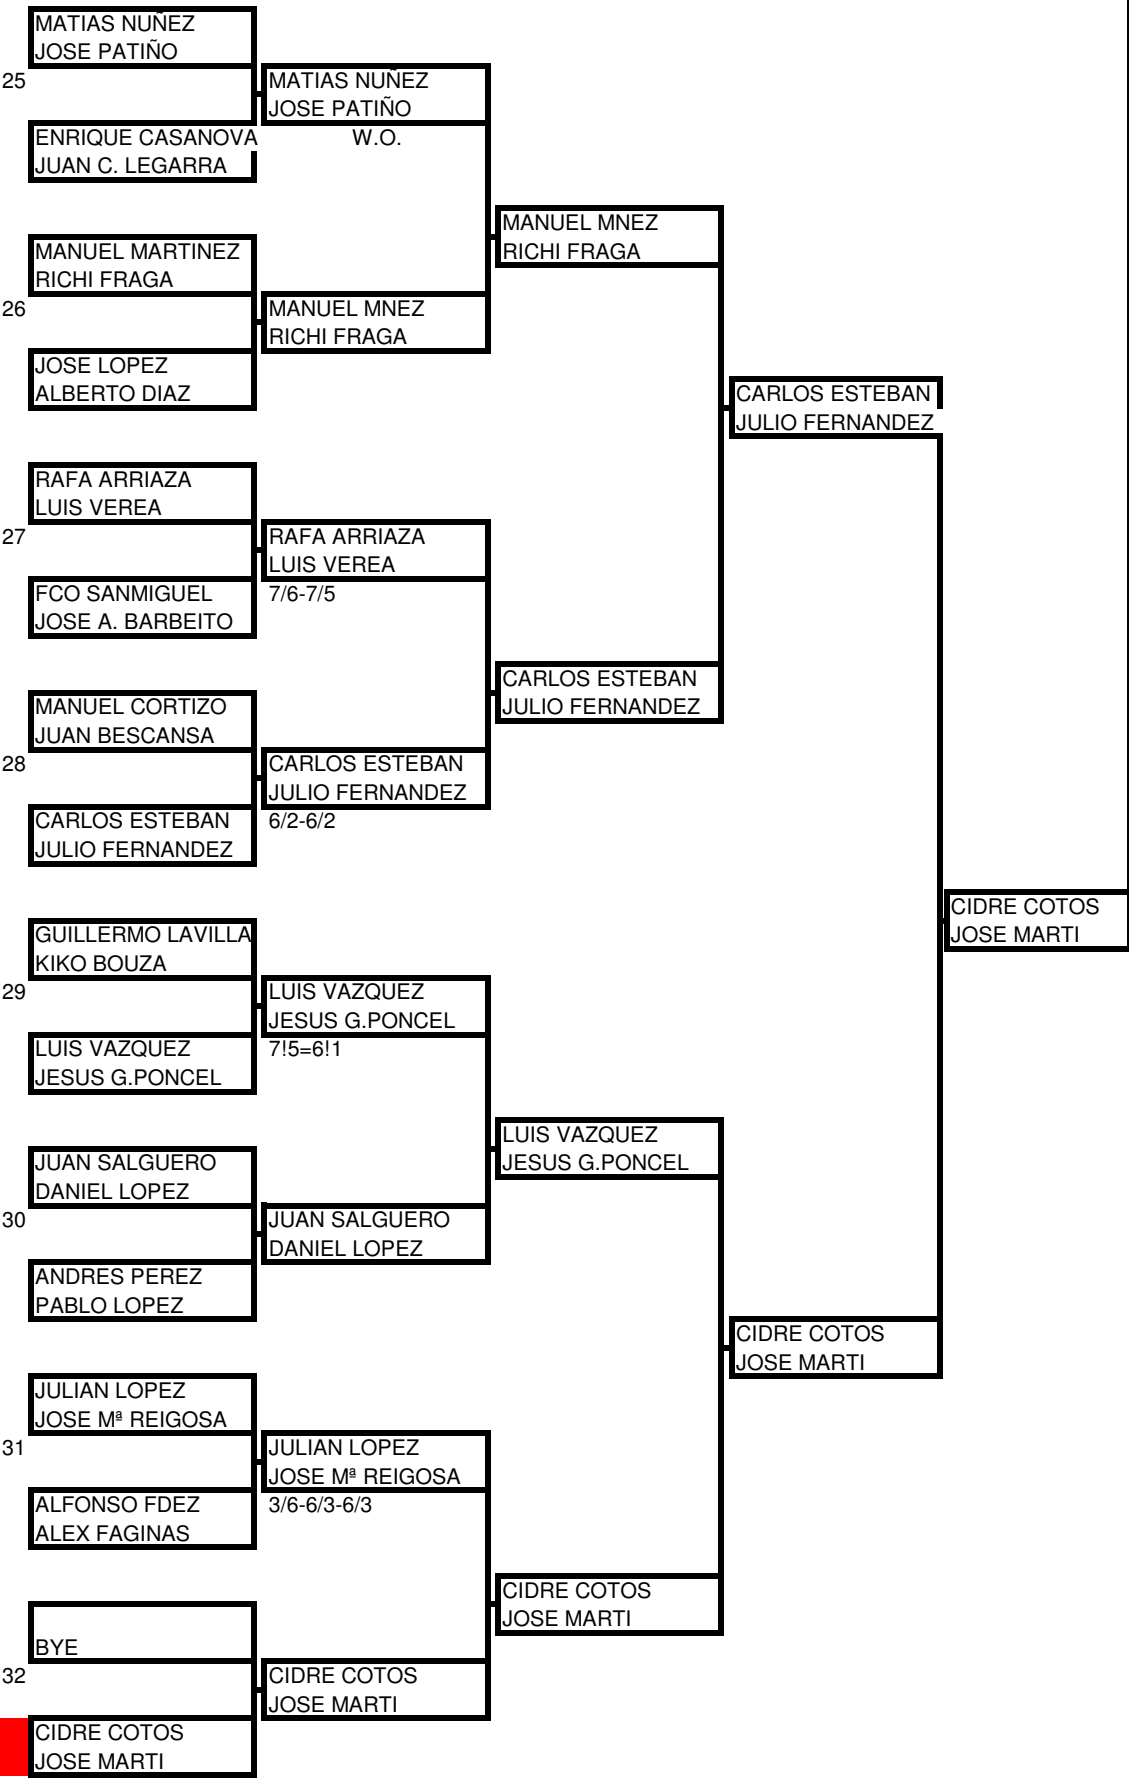 MATIAS NUÑEZ
JOSE PATIÑO
25
MATIAS NUÑEZ
JOSE PATIÑO
ENRIQUE CASANOVA
W.O.
JUAN C. LEGARRA
MANUEL MNEZ
RICHI FRAGA
MANUEL MARTINEZ
RICHI FRAGA
26
MANUEL MNEZ
RICHI FRAGA
JOSE LOPEZ
ALBERTO DIAZ
CARLOS ESTEBAN
JULIO FERNANDEZ
RAFA ARRIAZA
LUIS VEREA
27
RAFA ARRIAZA
LUIS VEREA
FCO SANMIGUEL
7/6-7/5
JOSE A. BARBEITO
CARLOS ESTEBAN
JULIO FERNANDEZ
MANUEL CORTIZO
JUAN BESCANSA
28
CARLOS ESTEBAN
JULIO FERNANDEZ
CARLOS ESTEBAN
6/2-6/2
JULIO FERNANDEZ
CIDRE COTOS
JOSE MARTI
GUILLERMO LAVILLA
KIKO BOUZA
29
LUIS VAZQUEZ
JESUS G.PONCEL
LUIS VAZQUEZ
7!5=6!1
JESUS G.PONCEL
LUIS VAZQUEZ
JESUS G.PONCEL
JUAN SALGUERO
DANIEL LOPEZ
30
JUAN SALGUERO
DANIEL LOPEZ
ANDRES PEREZ
PABLO LOPEZ
CIDRE COTOS
JOSE MARTI
JULIAN LOPEZ
JOSE Mª REIGOSA
31
JULIAN LOPEZ
JOSE Mª REIGOSA
ALFONSO FDEZ
3/6-6/3-6/3
ALEX FAGINAS
CIDRE COTOS
JOSE MARTI
BYE
32
CIDRE COTOS
JOSE MARTI
CIDRE COTOS
JOSE MARTI